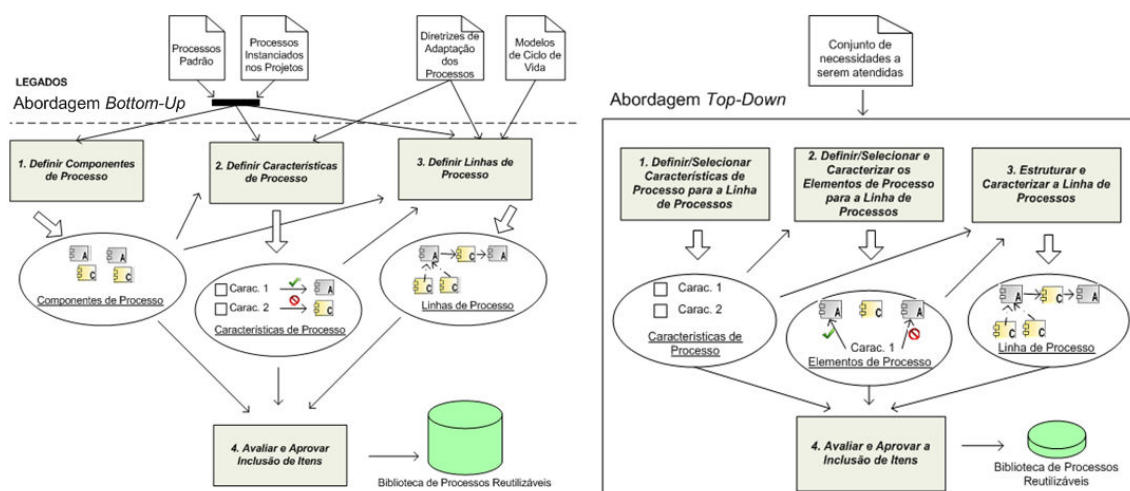 Processos
Padrão
Processos
Instanciados
nos Projetos
Diretrizes de
Adaptação
dos
Processos
Modelos
de Ciclo de
Vida
LEGADOS
Abordagem Bottom-Up
1. Definir Componentes
de Processo
2. Definir Características
de Processo
3. Definir Linhas de
Processo
A
A
C
C
Componentes de Processo
Carac. 1
A
Carac. 2
C
Características de Processo
A
C
A
C
C
Linhas de Processo
4. Avaliar e Aprovar
Inclusão de Itens
Biblioteca de Processos Reutilizáveis
Conjunto de
necessidades a
serem atendidas
Abordagem Top-Down
1. Definir/Selecionar
Características de
Processo para a Linha
de Processos
2. Definir/Selecionar e
Caracterizar os
Elementos de Processo
para a Linha de
Processos
3. Estruturar e
Caracterizar a Linha de
Processos
Carac. 1
Carac. 2
Características de
Processo
A
C
A
Carac. 1
Elementos de Processo
A
C
A
C
C
Linha de Processo
4. Avaliar e Aprovar a
Inclusão de Itens
Biblioteca de Processos
Reutilizáveis